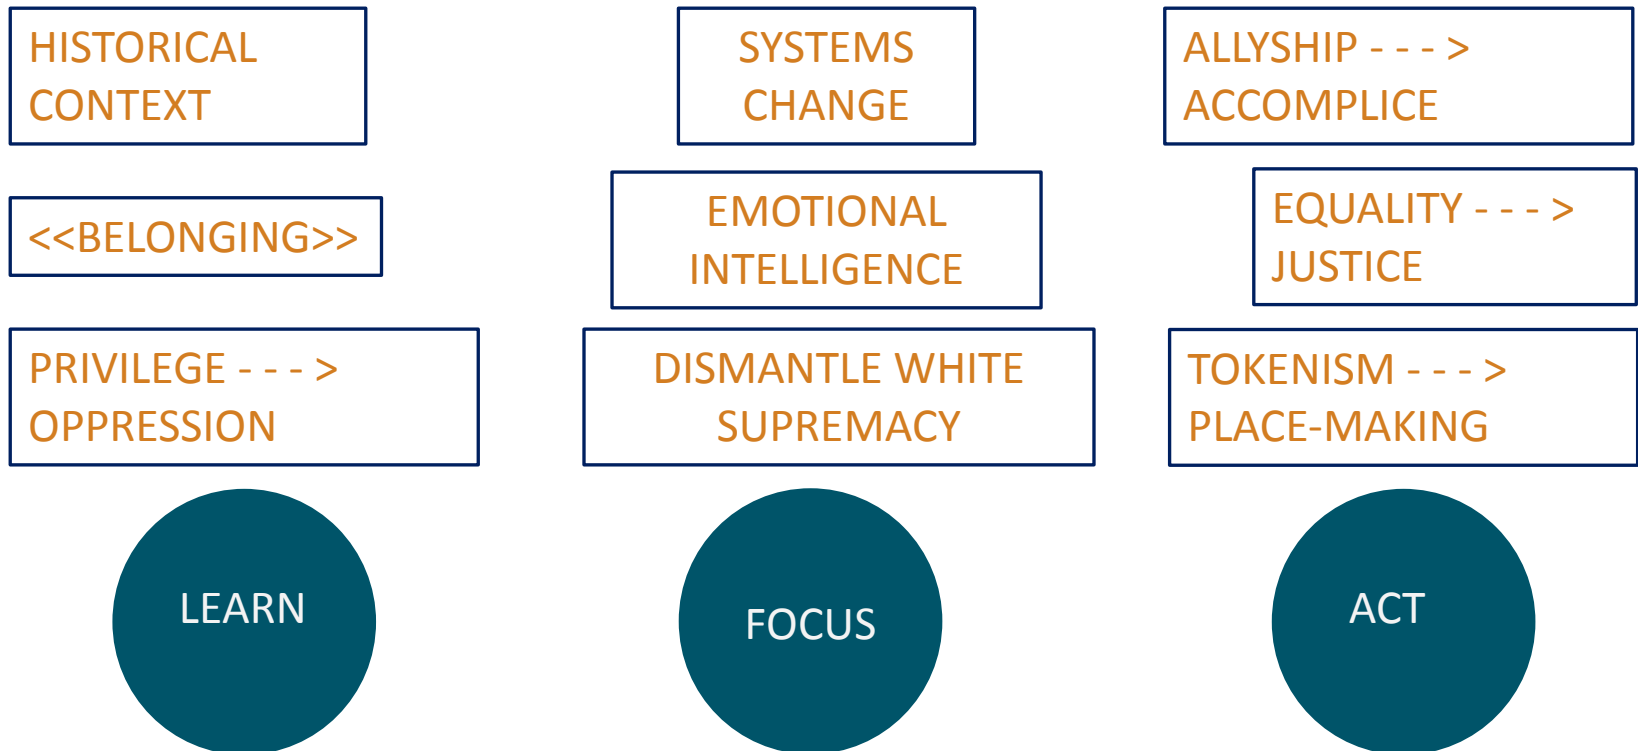 HISTORICAL
CONTEXT
<<BELONGING>>
PRIVILEGE - - - >
OPPRESSION
LEARN
SYSTEMS
CHANGE
EMOTIONAL
INTELLIGENCE
DISMANTLE WHITE
SUPREMACY
FOCUS
ALLYSHIP - - - >
ACCOMPLICE
EQUALITY - - - >
JUSTICE
TOKENISM - - - >
PLACE-MAKING
ACT